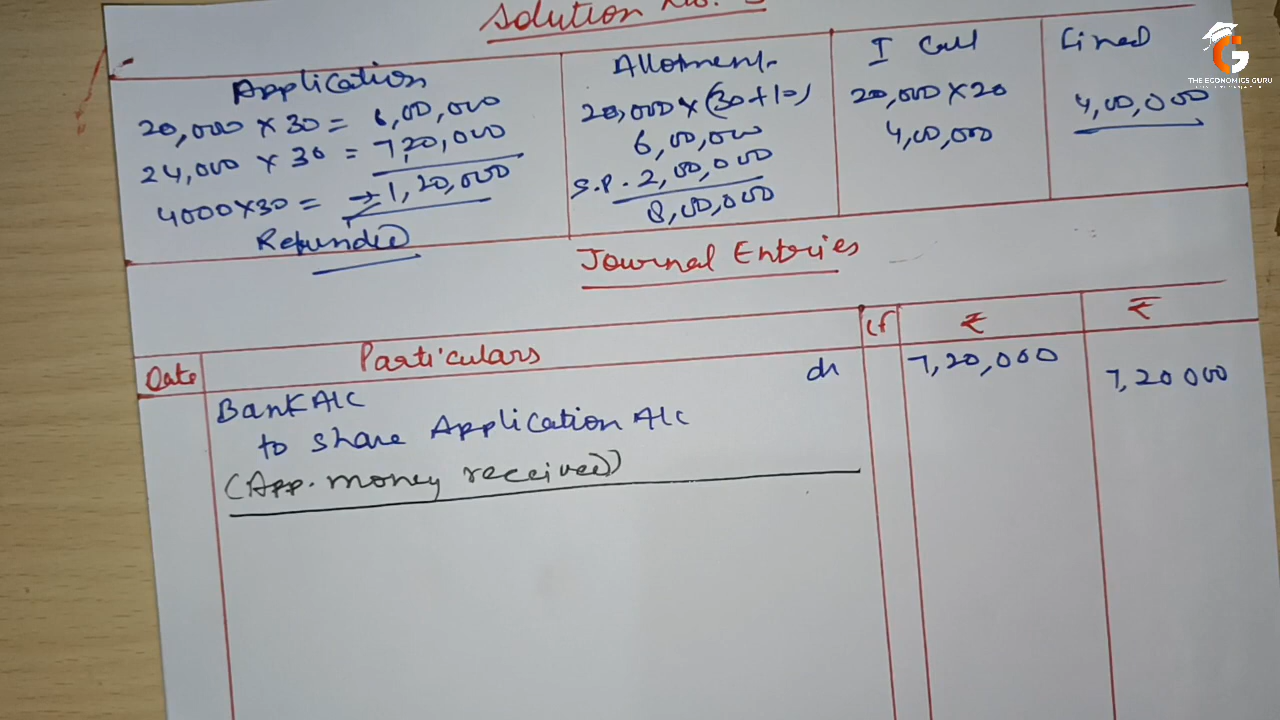 Solution No.
Application
20,000 × 30 = 6,00,000
24,000 × 30 = 7,20,000
4000×30 = → 1,20,000
Refunded
Allotment
20,000 × (30+10)
6,00,000
S.P. 2,00,000
8,00,000
I Call
20,000 × 20
4,00,000
Final
4,00,000
Journal Entries
Date Particulars LF ₹ ₹
Bank A/C dr 7,20,000
to share Application A/C 7,20000
(App. money received)
THE ECONOMICS GURU